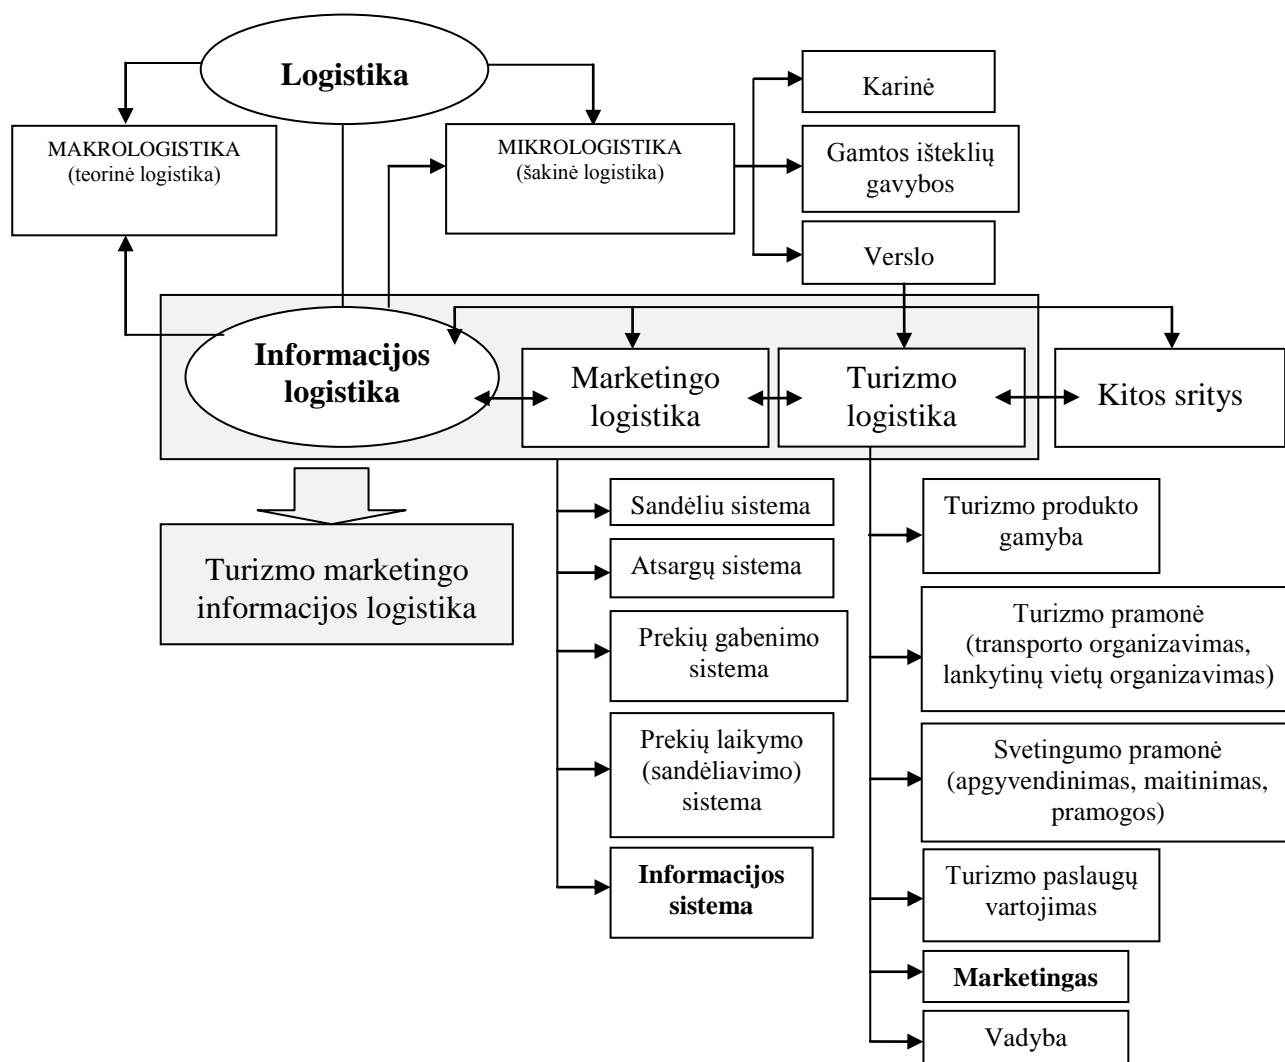 Logistika
MAKROLOGISTIKA
(teorinė logistika)
MIKROLOGISTIKA
(šakinė logistika)
Karinė
Gamtos išteklių
gavybos
Verslo
Informacijos
logistika
Marketingo
logistika
Turizmo
logistika
Kitos sritys
Turizmo marketingo
informacijos logistika
Sandėliu sistema
Atsargų sistema
Prekių gabenimo
sistema
Prekių laikymo
(sandėliavimo)
sistema
Informacijos
sistema
Turizmo produkto
gamyba
Turizmo pramonė
(transporto organizavimas,
lankytinų vietų organizavimas)
Svetingumo pramonė
(apgyvendinimas, maitinimas,
pramogos)
Turizmo paslaugų
vartojimas
Marketingas
Vadyba